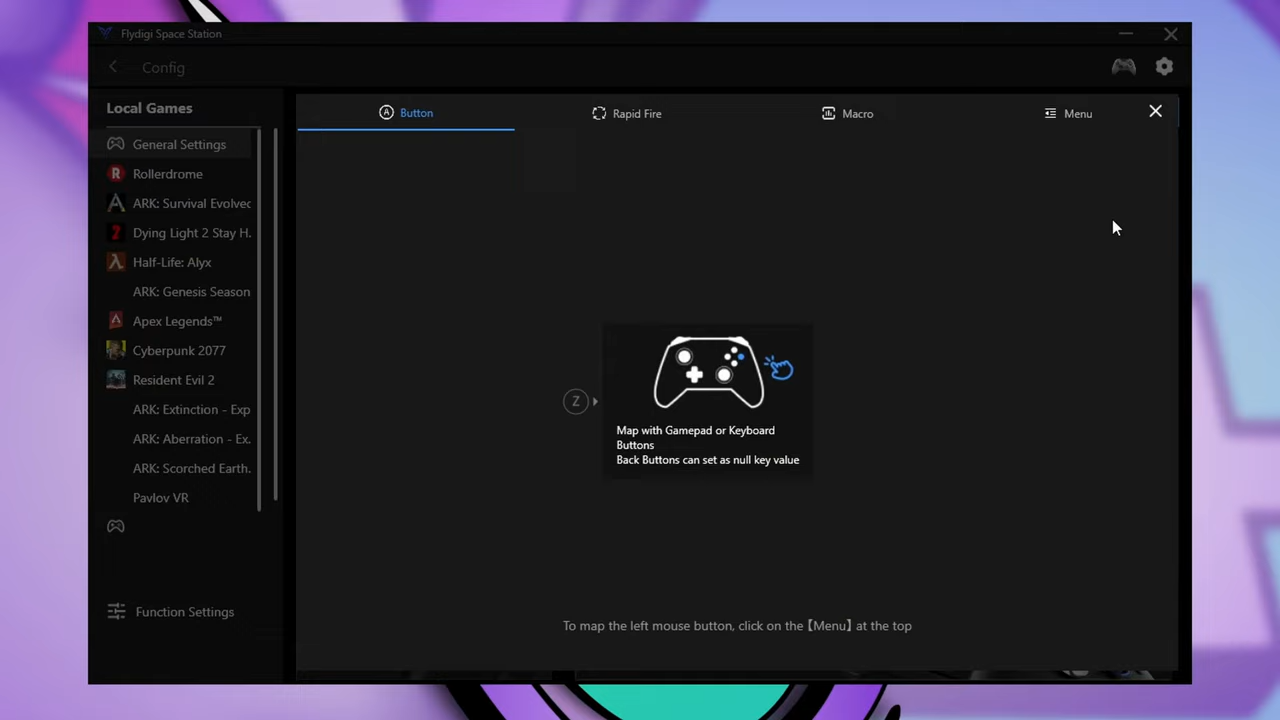 Flydigi Space Station
Config
Local Games
General Settings
Rollerdrome
ARK: Survival Evolvec
Dying Light 2 Stay H.
Half-Life: Alyx
ARK: Genesis Season
Apex Legends™
Cyberpunk 2077
Resident Evil 2
ARK: Extinction - Exp
ARK: Aberration - Ex.
ARK: Scorched Earth.
Pavlov VR
Function Settings
Button
Rapid Fire
Macro
Menu
Z
Map with Gamepad or Keyboard
Buttons
Back Buttons can set as null key value
To map the left mouse button, click on the【Menu】at the top